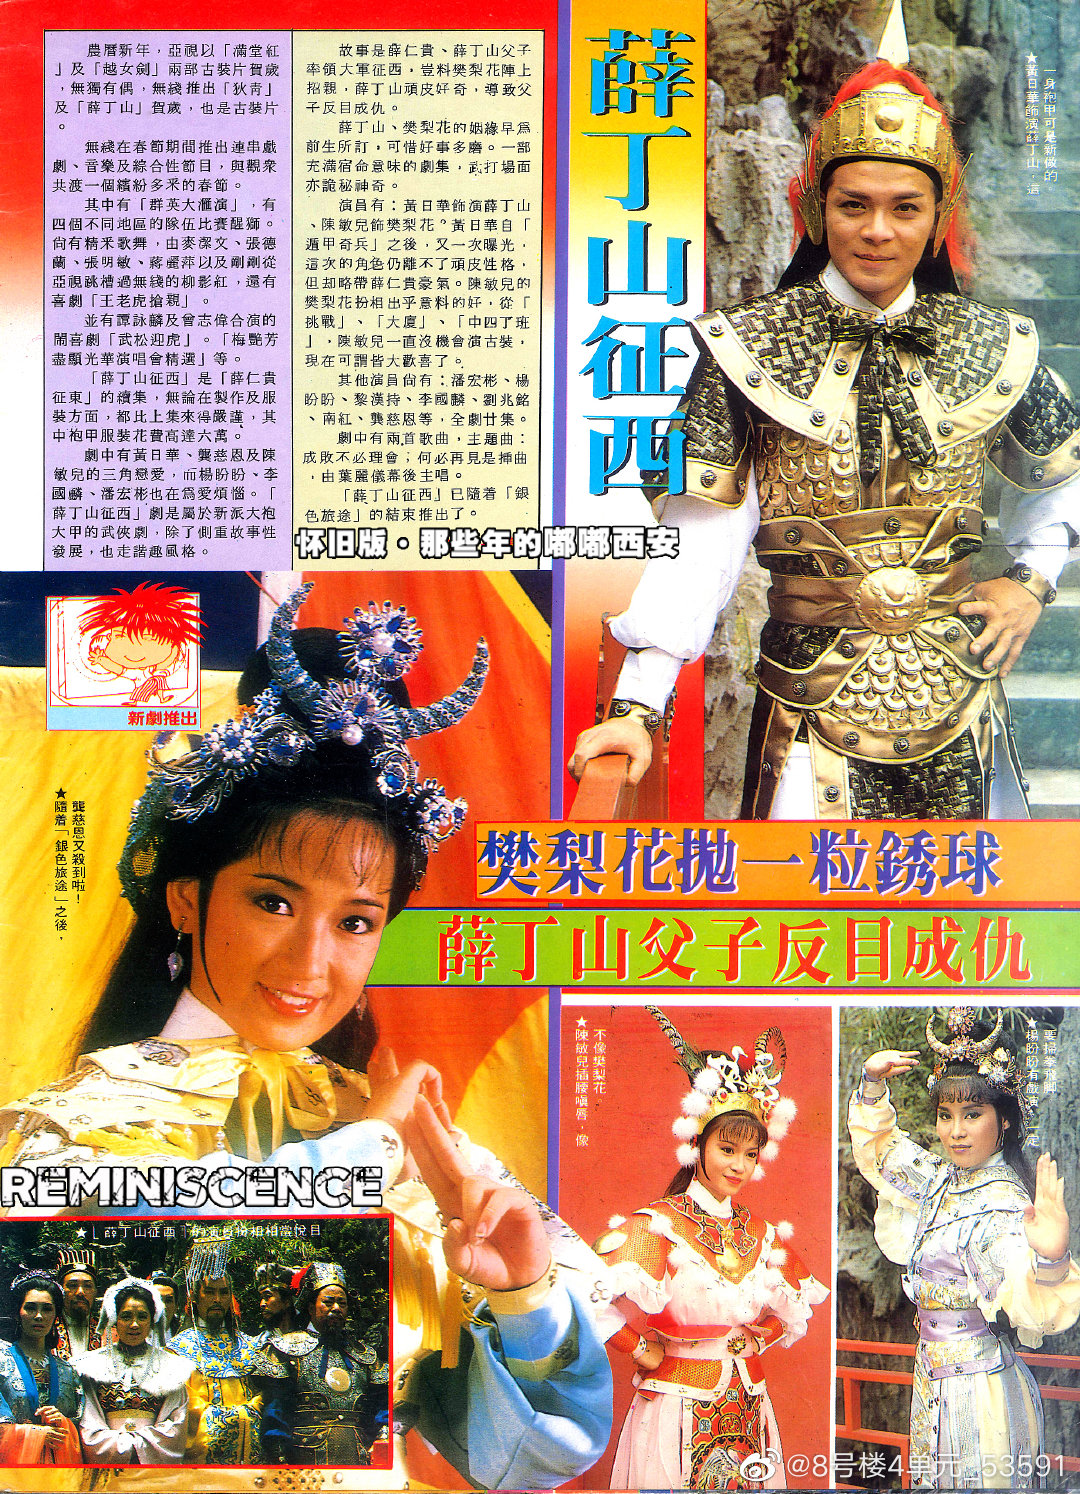 農曆新年，亞視以「滿堂紅
」及「越女劍」兩部古裝片賀歲
，無獨有偶，無綫推出「狄青」
及「薛丁山」賀歲，也是古裝片
。
無綫在春節期間推出連串戲
劇、音樂及綜合性節目，與觀衆
共渡一個繽紛多釆的春節。
其中有「群英大滙演」，有
四個不同地區的隊伍比賽醒獅。
尙有精釆歌舞，由麥潔文、張德
蘭、張明敏、蔣麗萍以及剛剛從
亞視跳槽過無綫的柳影紅，還有
喜劇「王老虎搶親」。
並有譚詠麟及曾志偉合演的
鬧喜劇「武松迎虎」。「梅艷芳
盡顯光華演唱會精選」等。
「薛丁山征西」是「薛仁貴
征東」的續集，無論在製作及服
裝方面，都比上集來得嚴謹，其
中袍甲服裝花費高達六萬。
劇中有黃日華、龔慈恩及陳
敏兒的三角戀愛，而楊盼盼、李
國麟、潘宏彬也在爲愛煩惱。「
薛丁山征西」劇是屬於新派大袍
大甲的武俠劇，除了側重故事性
發展，也走諧趣風格。
故事是薛仁貴、薛丁山父子
率領大軍征西，豈料樊梨花陣上
招親，薛丁山頑皮好奇，導致父
子反目成仇。
薛丁山、樊梨花的姻緣早爲
前生所訂，可惜好事多磨。一部
充滿宿命意味的劇集，武打場面
亦詭秘神奇。
演員有：黃日華飾演薛丁山
、陳敏兒飾樊梨花。黃日華自「
遁甲奇兵」之後，又一次曝光，
這次的角色仍離不了頑皮性格，
但却略帶薛仁貴豪氣。陳敏兒的
樊梨花扮相出乎意料的好，從「
挑戰」、「大廈」、「中四丁班
」，陳敏兒一直沒機會演古裝，
現在可謂皆大歡喜了。
其他演員尙有：潘宏彬、楊
盼盼、黎漢持、李國麟、劉兆銘
、南紅、龔慈恩等，全劇廿集。
劇中有兩首歌曲，主題曲：
成敗不必理會；何必再見是揷曲
，由葉麗儀幕後主唱。
「薛丁山征西」已隨着「銀
色旅途」的結束推出了。
怀旧版·那些年的嘟嘟西安
薛丁山征西
★黃日華飾演薛丁山，這
一身袍甲可是新做的。
新劇推出
★龔慈恩又殺到啦！
隨着「銀色旅途」之後，
樊梨花抛一粒銹球
薛丁山父子反目成仇
★陳敏兒插腰嗔唇，像
不像樊梨花。
★楊盼盼有戲演，一定
要掃拳飛脚
REMINISCENCE
★「薛丁山征西」的演員扮相相當悅目
@8号楼4单元_53591